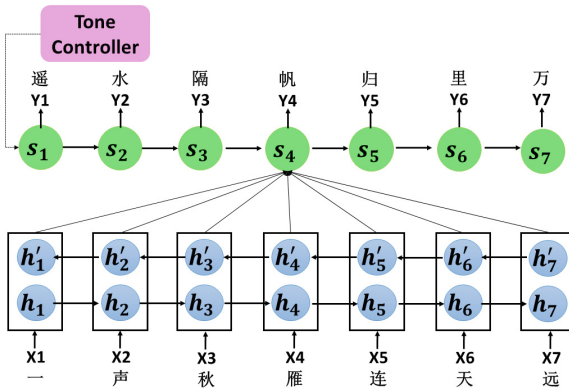 Tone
Controller
遥 水 隔 帆 归 里 万
Y1 Y2 Y3 Y4 Y5 Y6 Y7
s1 s2 s3 s4 s5 s6 s7
h′1 h′2 h′3 h′4 h′5 h′6 h′7
h1 h2 h3 h4 h5 h6 h7
X1 X2 X3 X4 X5 X6 X7
一 声 秋 雁 连 天 远